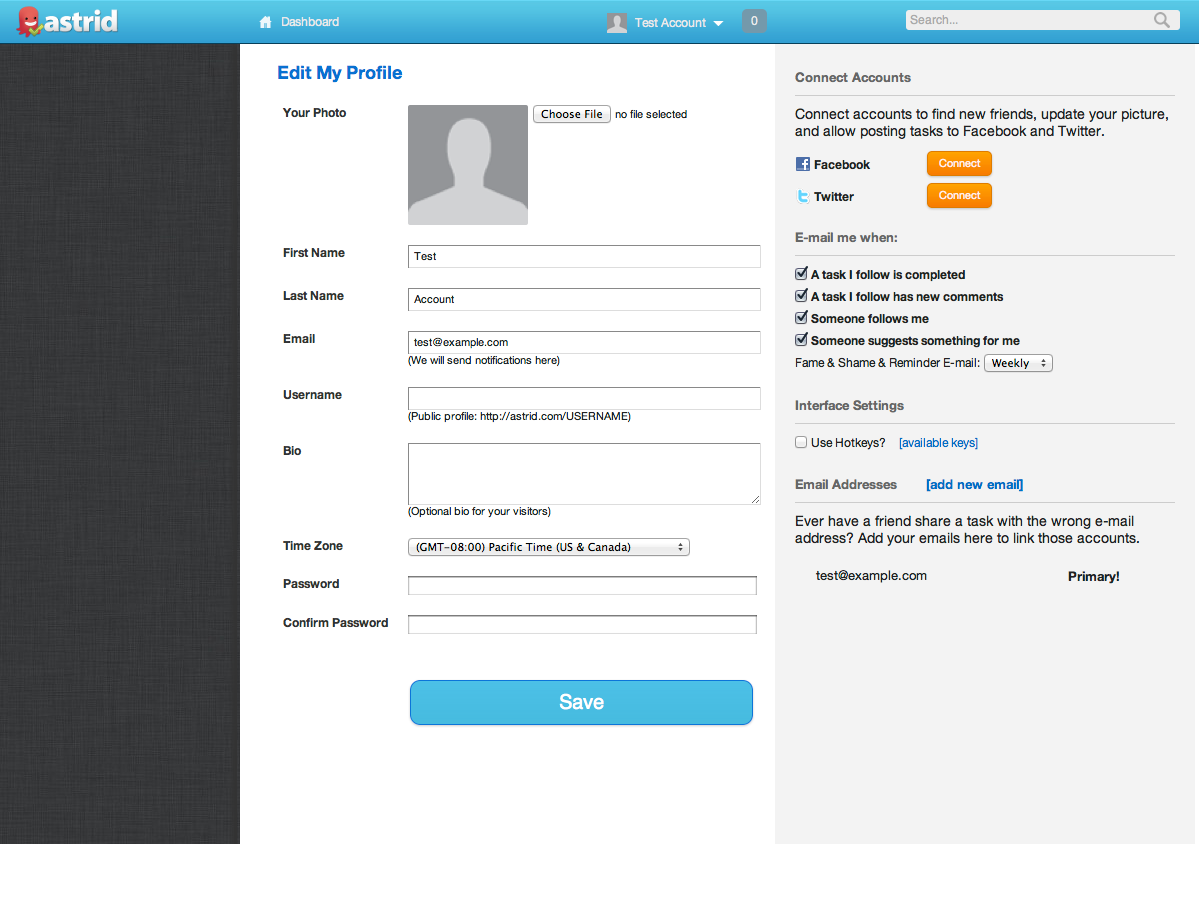 astrid
Dashboard
Test Account
0
Search...
Edit My Profile
Your Photo
Choose File no file selected
First Name
Test
Last Name
Account
Email
test@example.com
(We will send notifications here)
Username
(Public profile: http://astrid.com/USERNAME)
Bio
(Optional bio for your visitors)
Time Zone
(GMT-08:00) Pacific Time (US & Canada)
Password
Confirm Password
Save
Connect Accounts
Connect accounts to find new friends, update your picture,
and allow posting tasks to Facebook and Twitter.
Facebook Connect
Twitter Connect
E-mail me when:
A task I follow is completed
A task I follow has new comments
Someone follows me
Someone suggests something for me
Fame & Shame & Reminder E-mail: Weekly
Interface Settings
Use Hotkeys? [available keys]
Email Addresses [add new email]
Ever have a friend share a task with the wrong e-mail
address? Add your emails here to link those accounts.
test@example.com Primary!